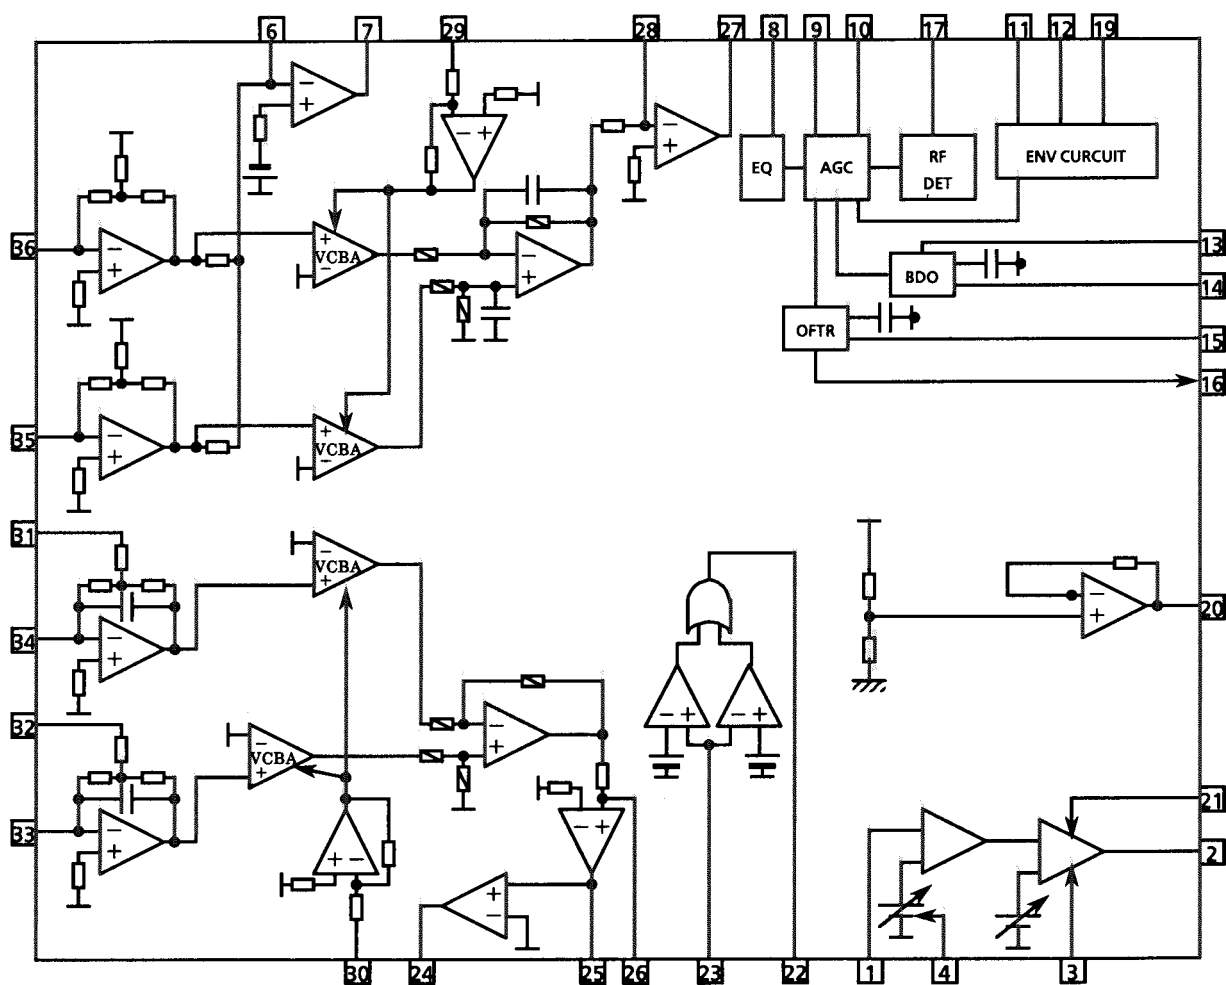 6 7 29 28 27 8 9 10 17 11 12 19
− +
− +
− +
EQ AGC RF DET ENV CURCUIT
− +
36
− +
+ VCBA −
− +
13
BDO
14
OFTR
15
16
35
− +
+ VCBA −
31
− VCBA +
34
− +
− +
20
− + − +
32
− VCBA +
− +
33
− +
− +
21
2
+ −
+ −
30 24 25 26 23 22 1 4 3